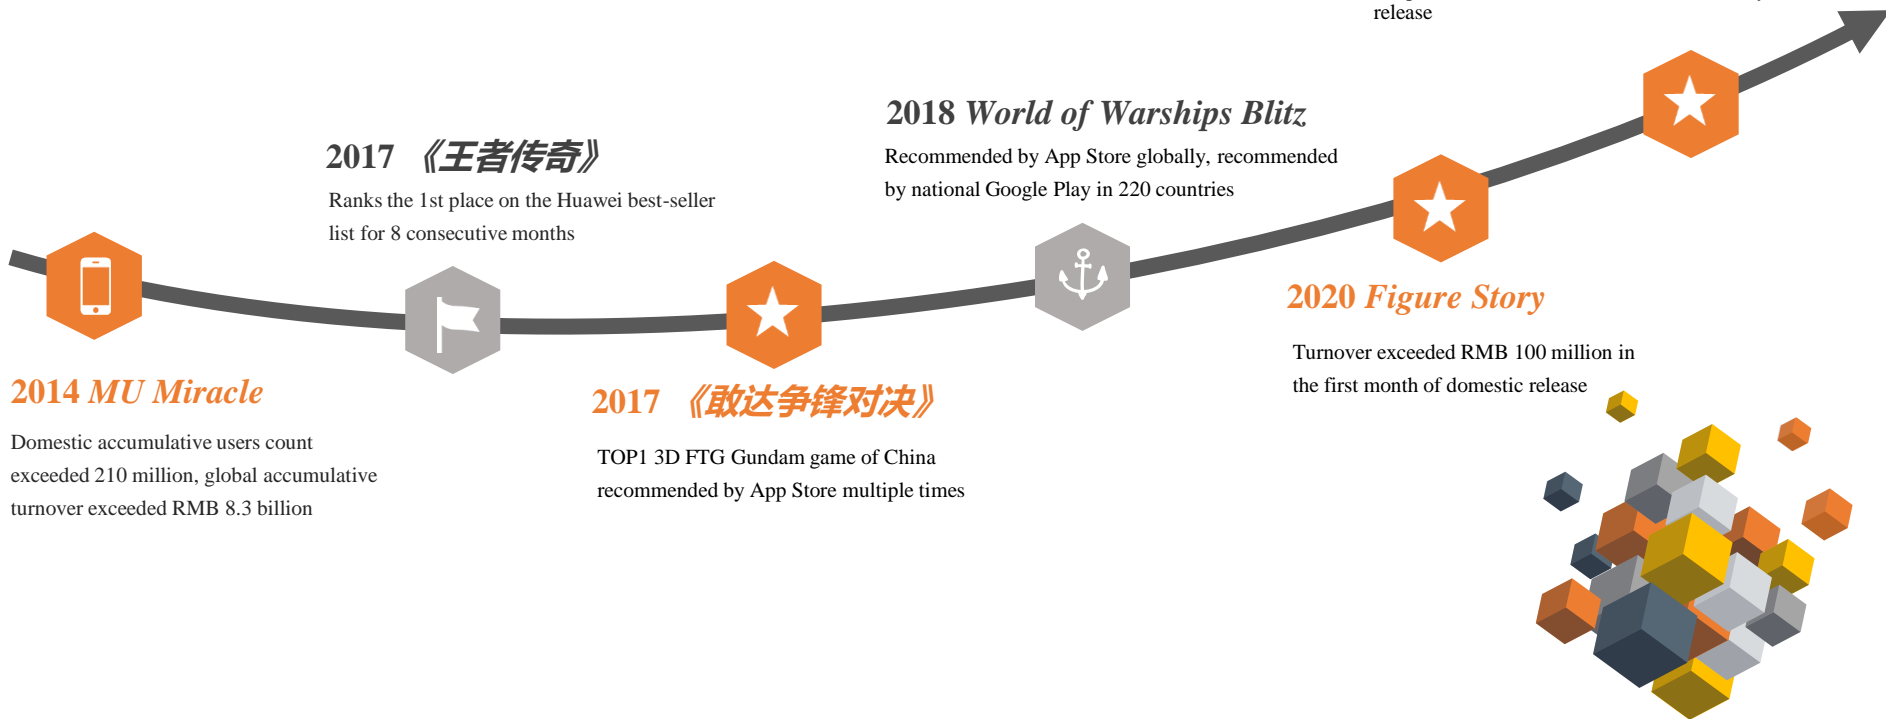 release
2018 World of Warships Blitz
Recommended by App Store globally, recommended
by national Google Play in 220 countries
2017 《王者传奇》
Ranks the 1st place on the Huawei best-seller
list for 8 consecutive months
2020 Figure Story
Turnover exceeded RMB 100 million in
the first month of domestic release
2014 MU Miracle
Domestic accumulative users count
exceeded 210 million, global accumulative
turnover exceeded RMB 8.3 billion
2017 《敢达争锋对决》
TOP1 3D FTG Gundam game of China
recommended by App Store multiple times